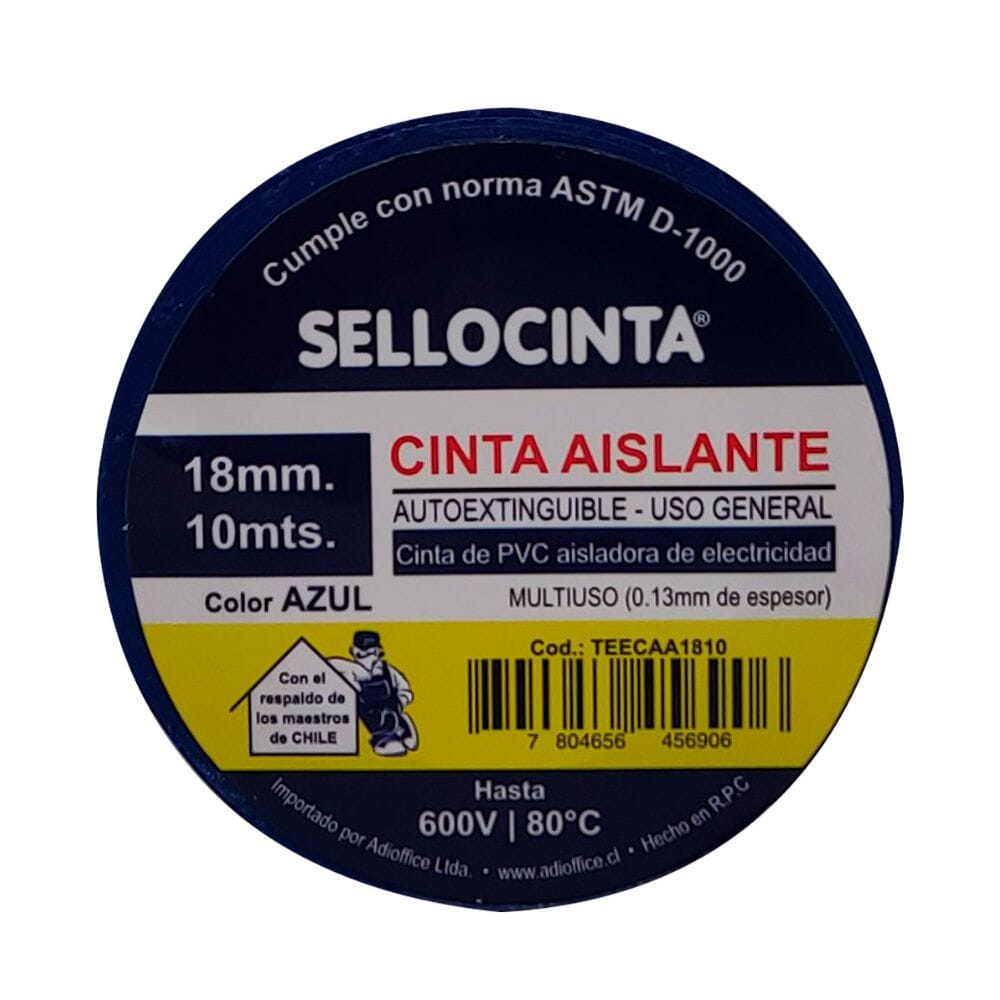 Cumple con norma ASTM D-1000
SELLOCINTA®
18mm.
10mts.
Color AZUL
CINTA AISLANTE
AUTOEXTINGUIBLE - USO GENERAL
Cinta de PVC aisladora de electricidad
MULTIUSO (0.13mm de espesor)
Con el
respaldo de
los maestros
de CHILE
Cod.: TEECAA1810
7 804656 456906
Hasta
600V | 80°C
Importado por Adioffice Ltda. • www.adioffice.cl • Hecho en R.P.C